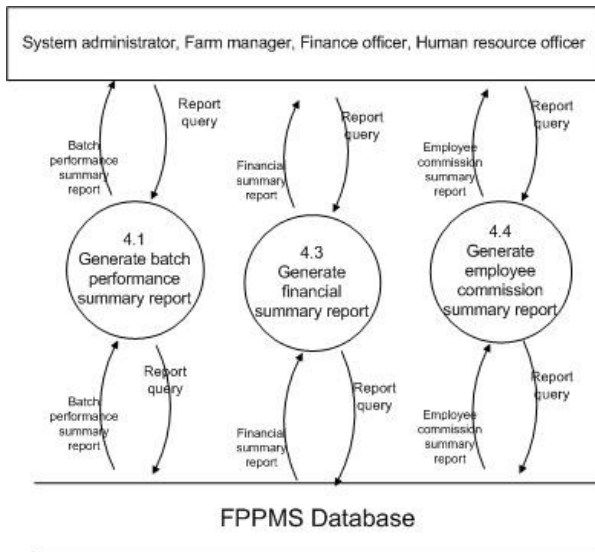 System administrator, Farm manager, Finance officer, Human resource officer
Report
query
Batch
performance
summary
report
Report
query
Financial
summary
report
Report
query
Employee
commission
summary
report
4.1
Generate batch
performance
summary report
4.3
Generate
financial
summary report
4.4
Generate
employee
commission
summary report
Batch
performance
summary
report
Report
query
Financial
summary
report
Report
query
Employee
commission
summary
report
Report
query
FPPMS Database